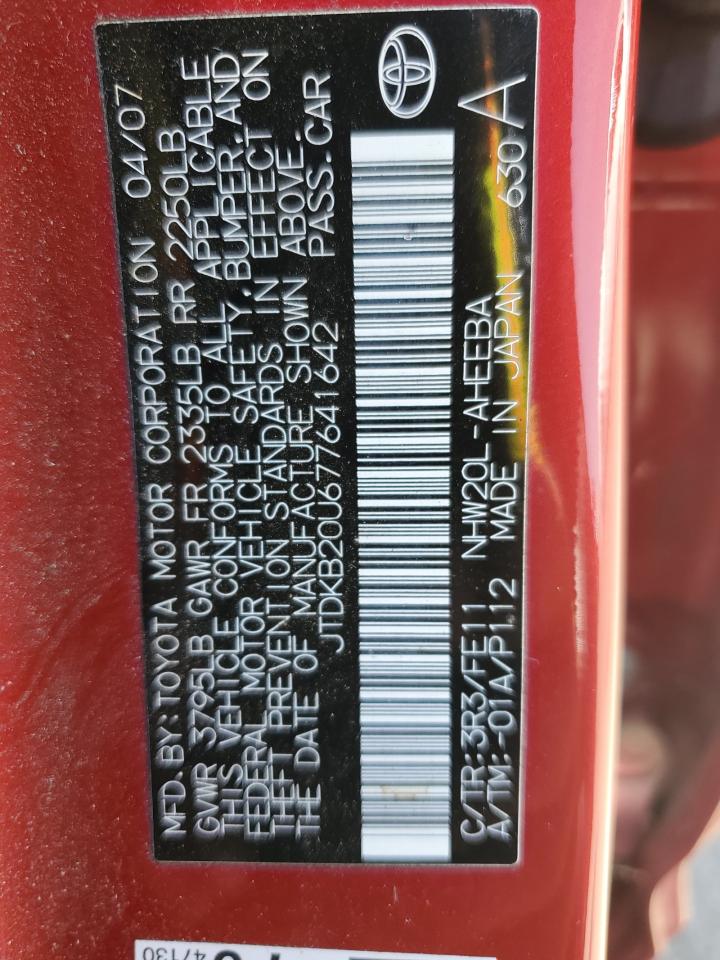 MFD.BY:TOYOTA MOTOR CORPORATION 04/07
GVWR 3795LB GAWR FR 2335LB RR 2250LB
THIS VEHICLE CONFORMS TO ALL APPLICABLE
FEDERAL MOTOR VEHICLE SAFETY,BUMPER,AND
THEFT PREVENTION STANDARDS IN EFFECT ON
THE DATE OF MANUFACTURE SHOWN ABOVE.
JTDKB20U677641642 PASS.CAR
C/TR:3R3/FE11 NHW20L-AHEEBA
A/TM:-01A/P112 MADE IN JAPAN 630 A
47130